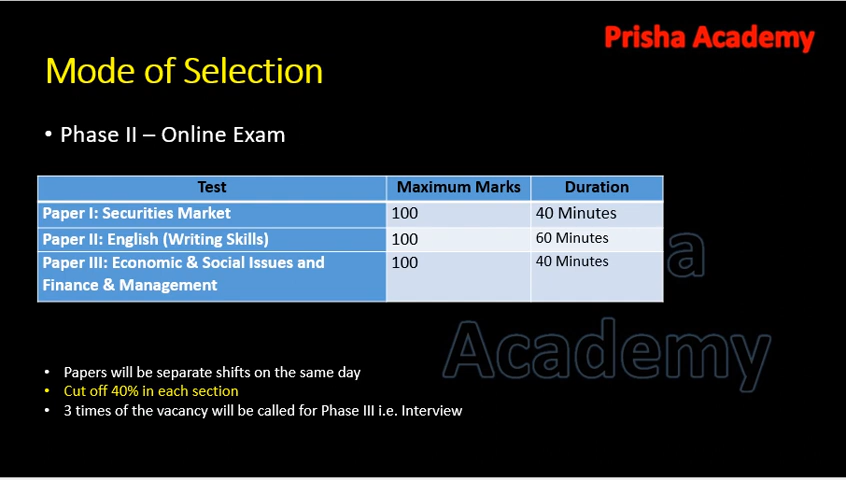 Prisha Academy
Mode of Selection
• Phase II – Online Exam
Test Maximum Marks Duration
Paper I: Securities Market 100 40 Minutes
Paper II: English (Writing Skills) 100 60 Minutes
Paper III: Economic & Social Issues and 100 40 Minutes
Finance & Management
a
Academy
• Papers will be separate shifts on the same day
• Cut off 40% in each section
• 3 times of the vacancy will be called for Phase III i.e. Interview